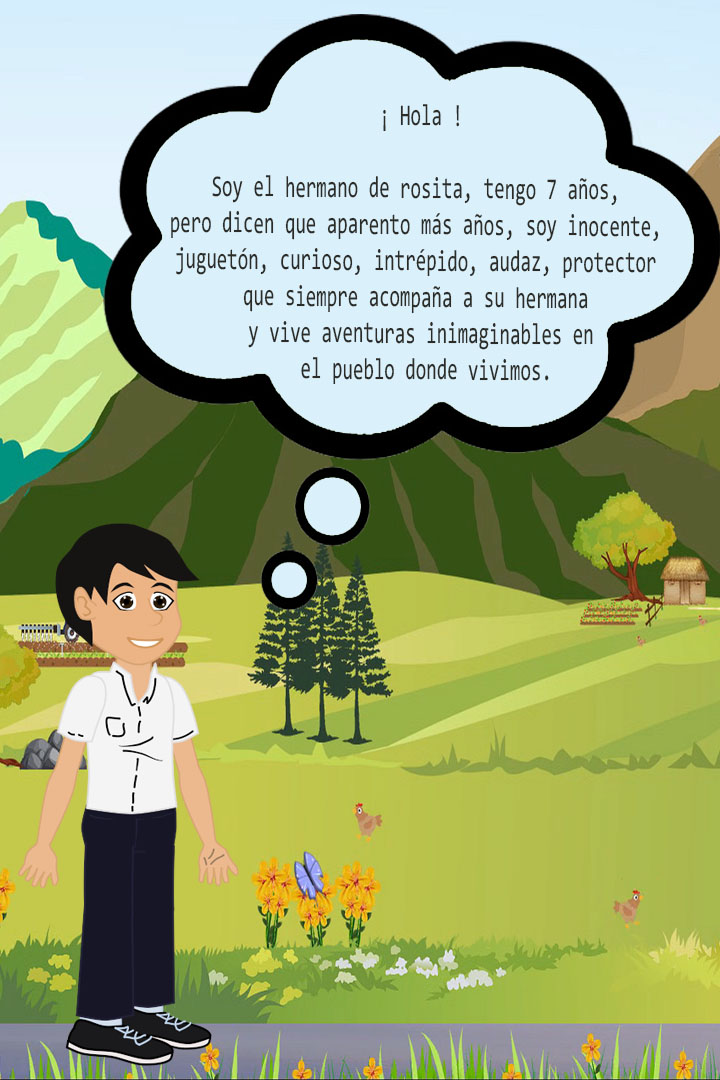 ¡ Hola !
Soy el hermano de rosita, tengo 7 años,
pero dicen que aparento más años, soy inocente,
juguetón, curioso, intrépido, audaz, protector
que siempre acompaña a su hermana
y vive aventuras inimaginables en
el pueblo donde vivimos.